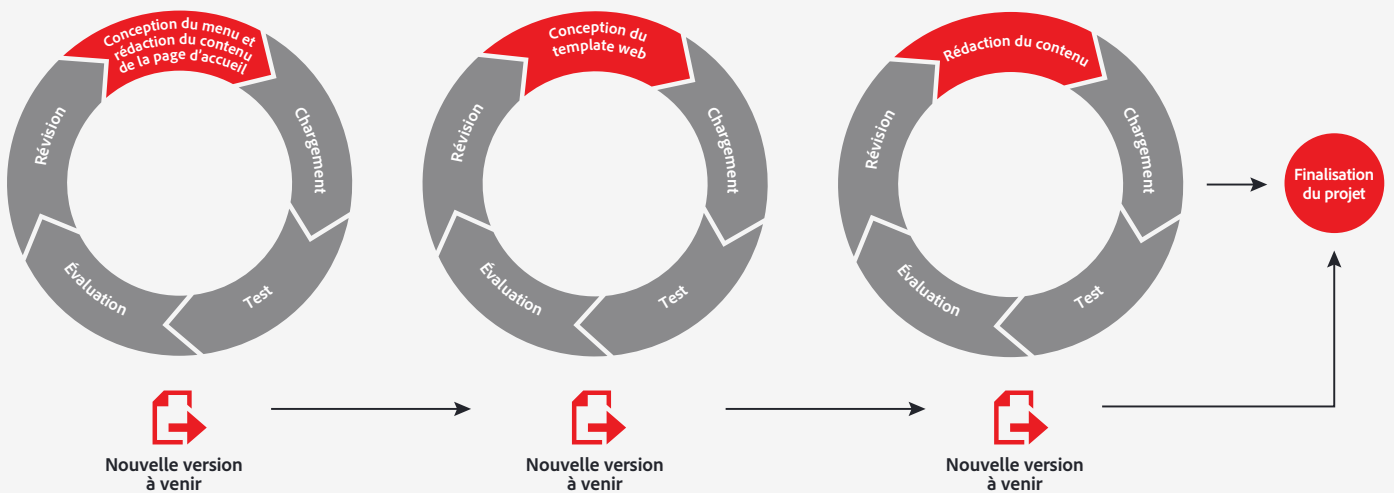 Conception du menu et
rédaction du contenu
de la page d'accueil
Chargement
Test
Évaluation
Révision
Conception du
template web
Chargement
Test
Évaluation
Révision
Rédaction du contenu
Chargement
Test
Évaluation
Révision
Finalisation
du projet
Nouvelle version
à venir
Nouvelle version
à venir
Nouvelle version
à venir